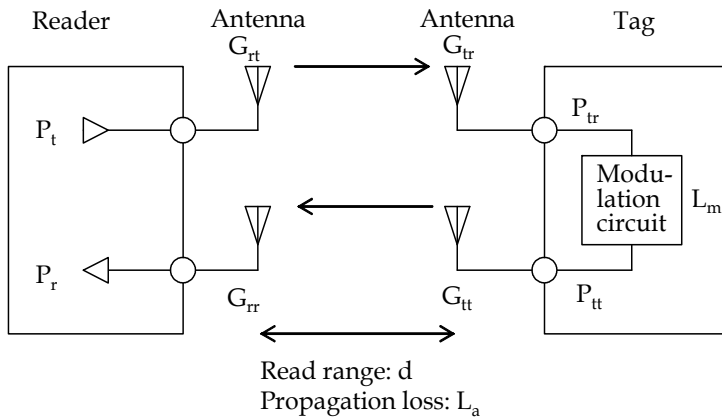 Reader
Antenna
Antenna
Tag
G_rt
G_tr
P_t
P_tr
Modu-
lation
circuit
L_m
P_r
G_rr
G_tt
P_tt
Read range: d
Propagation loss: L_a